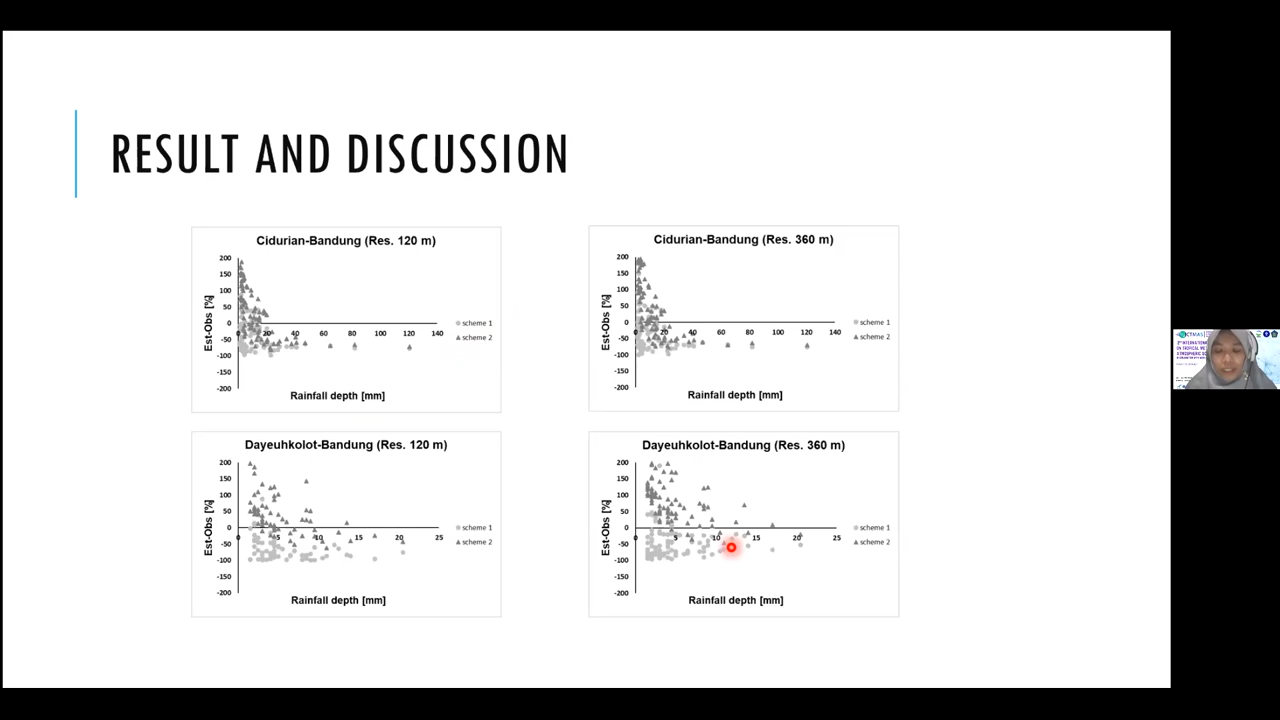 RESULT AND DISCUSSION
Cidurian-Bandung (Res. 120 m)
Est-Obs [%]
200
150
100
50
0
-50
-100
-150
-200
0 20 40 60 80 100 120 140
scheme 1
scheme 2
Rainfall depth [mm]
Cidurian-Bandung (Res. 360 m)
Est-Obs [%]
200
150
100
50
0
-50
-100
-150
-200
0 20 40 60 80 100 120 140
scheme 1
scheme 2
Rainfall depth [mm]
Dayeuhkolot-Bandung (Res. 120 m)
Est-Obs [%]
200
150
100
50
0
-50
-100
-150
-200
0 5 10 15 20 25
scheme 1
scheme 2
Rainfall depth [mm]
Dayeuhkolot-Bandung (Res. 360 m)
Est-Obs [%]
200
150
100
50
0
-50
-100
-150
-200
0 5 10 15 20 25
scheme 1
scheme 2
Rainfall depth [mm]